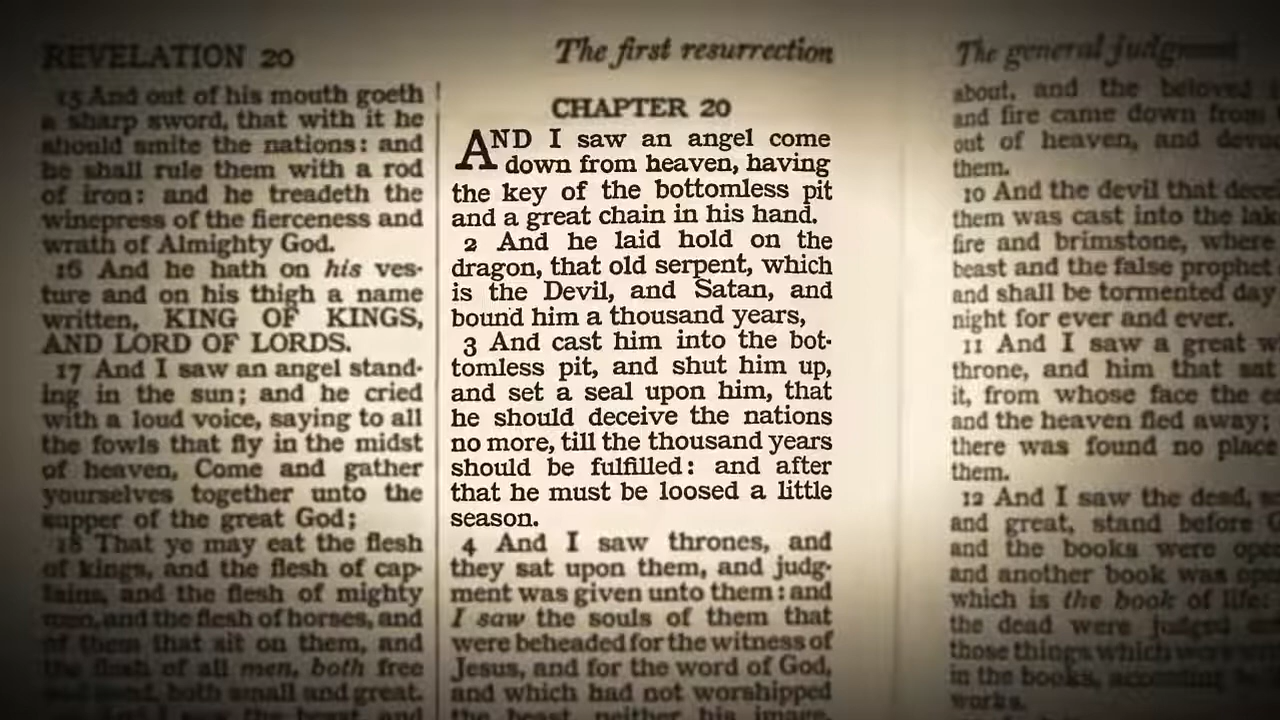 REVELATION 20
15 And out of his mouth goeth
a sharp sword, that with it he
should smite the nations: and
he shall rule them with a rod
of iron: and he treadeth the
winepress of the fierceness and
wrath of Almighty God.
16 And he hath on his ves-
ture and on his thigh a name
written, KING OF KINGS,
AND LORD OF LORDS.
17 And I saw an angel stand-
ing in the sun; and he cried
with a loud voice, saying to all
the fowls that fly in the midst
of heaven, Come and gather
yourselves together unto the
supper of the great God;
18 That ye may eat the flesh
of kings, and the flesh of cap-
tains, and the flesh of mighty
men, and the flesh of horses, and
of them that sit on them, and
the flesh of all men, both free
both small and great.
The first resurrection
CHAPTER 20
AND I saw an angel come
down from heaven, having
the key of the bottomless pit
and a great chain in his hand.
2 And he laid hold on the
dragon, that old serpent, which
is the Devil, and Satan, and
bound him a thousand years,
3 And cast him into the bot-
tomless pit, and shut him up,
and set a seal upon him, that
he should deceive the nations
no more, till the thousand years
should be fulfilled: and after
that he must be loosed a little
season.
4 And I saw thrones, and
they sat upon them, and judg-
ment was given unto them: and
I saw the souls of them that
were beheaded for the witness of
Jesus, and for the word of God,
and which had not worshipped
the beast, neither his image,
The general judgment
about, and the beloved
and fire came down from
out of heaven, and devou
them.
10 And the devil that dece
them was cast into the lak
fire and brimstone, where
beast and the false prophet
and shall be tormented day
night for ever and ever.
11 And I saw a great w
throne, and him that sat
it, from whose face the ea
and the heaven fled away;
there was found no place
them.
12 And I saw the dead, s
and great, stand before G
and the books were open
and another book was ope
which is the book of life:
the dead were judged
those things which were
in the books, according
works.